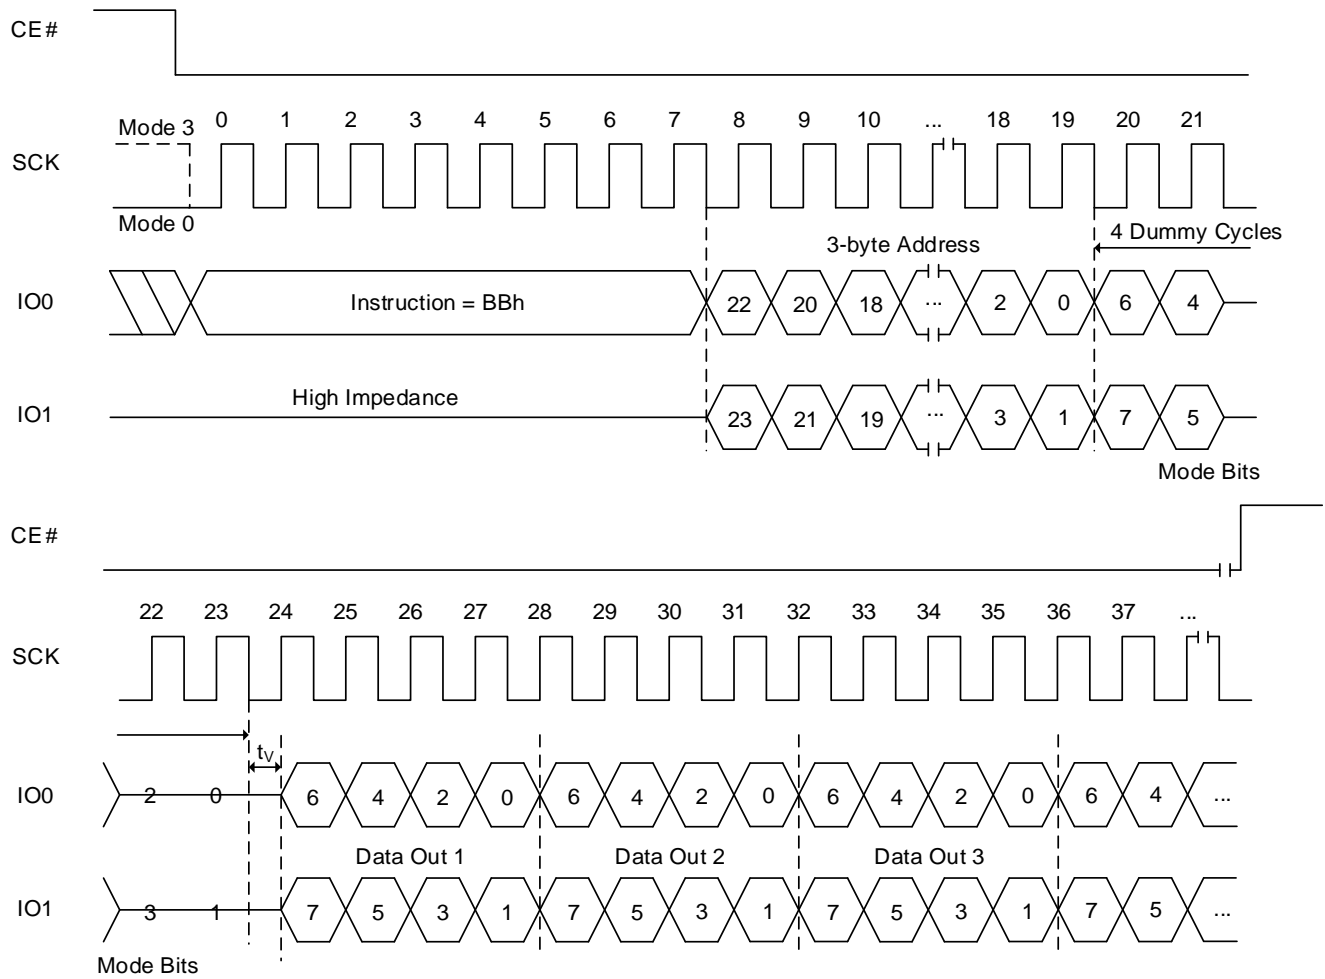 CE#
Mode 3 0 1 2 3 4 5 6 7 8 9 10 ... 18 19 20 21
SCK
Mode 0
3-byte Address 4 Dummy Cycles
IO0 Instruction = BBh 22 20 18 ... 2 0 6 4
High Impedance
IO1 23 21 19 ... 3 1 7 5
Mode Bits
CE#
22 23 24 25 26 27 28 29 30 31 32 33 34 35 36 37 ...
SCK
tV
IO0 2 0 6 4 2 0 6 4 2 0 6 4 2 0 6 4 ...
Data Out 1 Data Out 2 Data Out 3
IO1 3 1 7 5 3 1 7 5 3 1 7 5 3 1 7 5 ...
Mode Bits